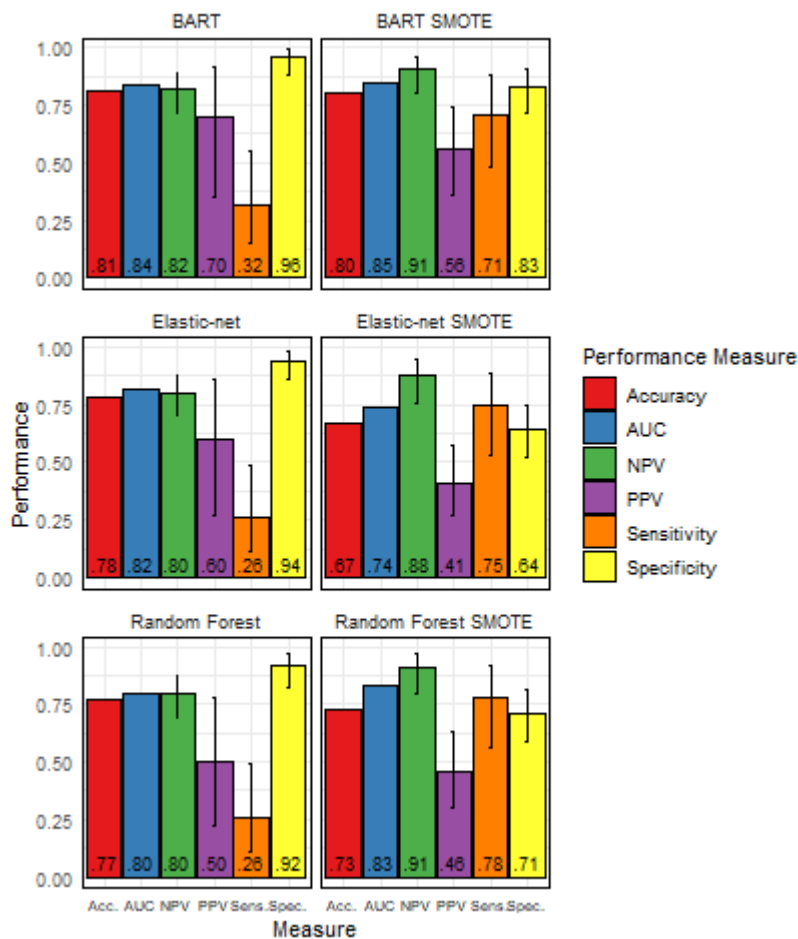 BART
BART SMOTE
1.00
0.75
0.50
0.25
0.00
.81 .84 .82 .70 .32 .96
.80 .85 .91 .56 .71 .83
Elastic-net
Elastic-net SMOTE
1.00
0.75
0.50
0.25
0.00
.78 .82 .80 .60 .26 .94
.67 .74 .88 .41 .75 .64
Performance
Random Forest
Random Forest SMOTE
1.00
0.75
0.50
0.25
0.00
.77 .80 .80 .50 .26 .92
.73 .83 .91 .46 .78 .71
Acc. AUC NPV PPV Sens. Spec.
Acc. AUC NPV PPV Sens. Spec.
Measure
Performance Measure
Accuracy
AUC
NPV
PPV
Sensitivity
Specificity